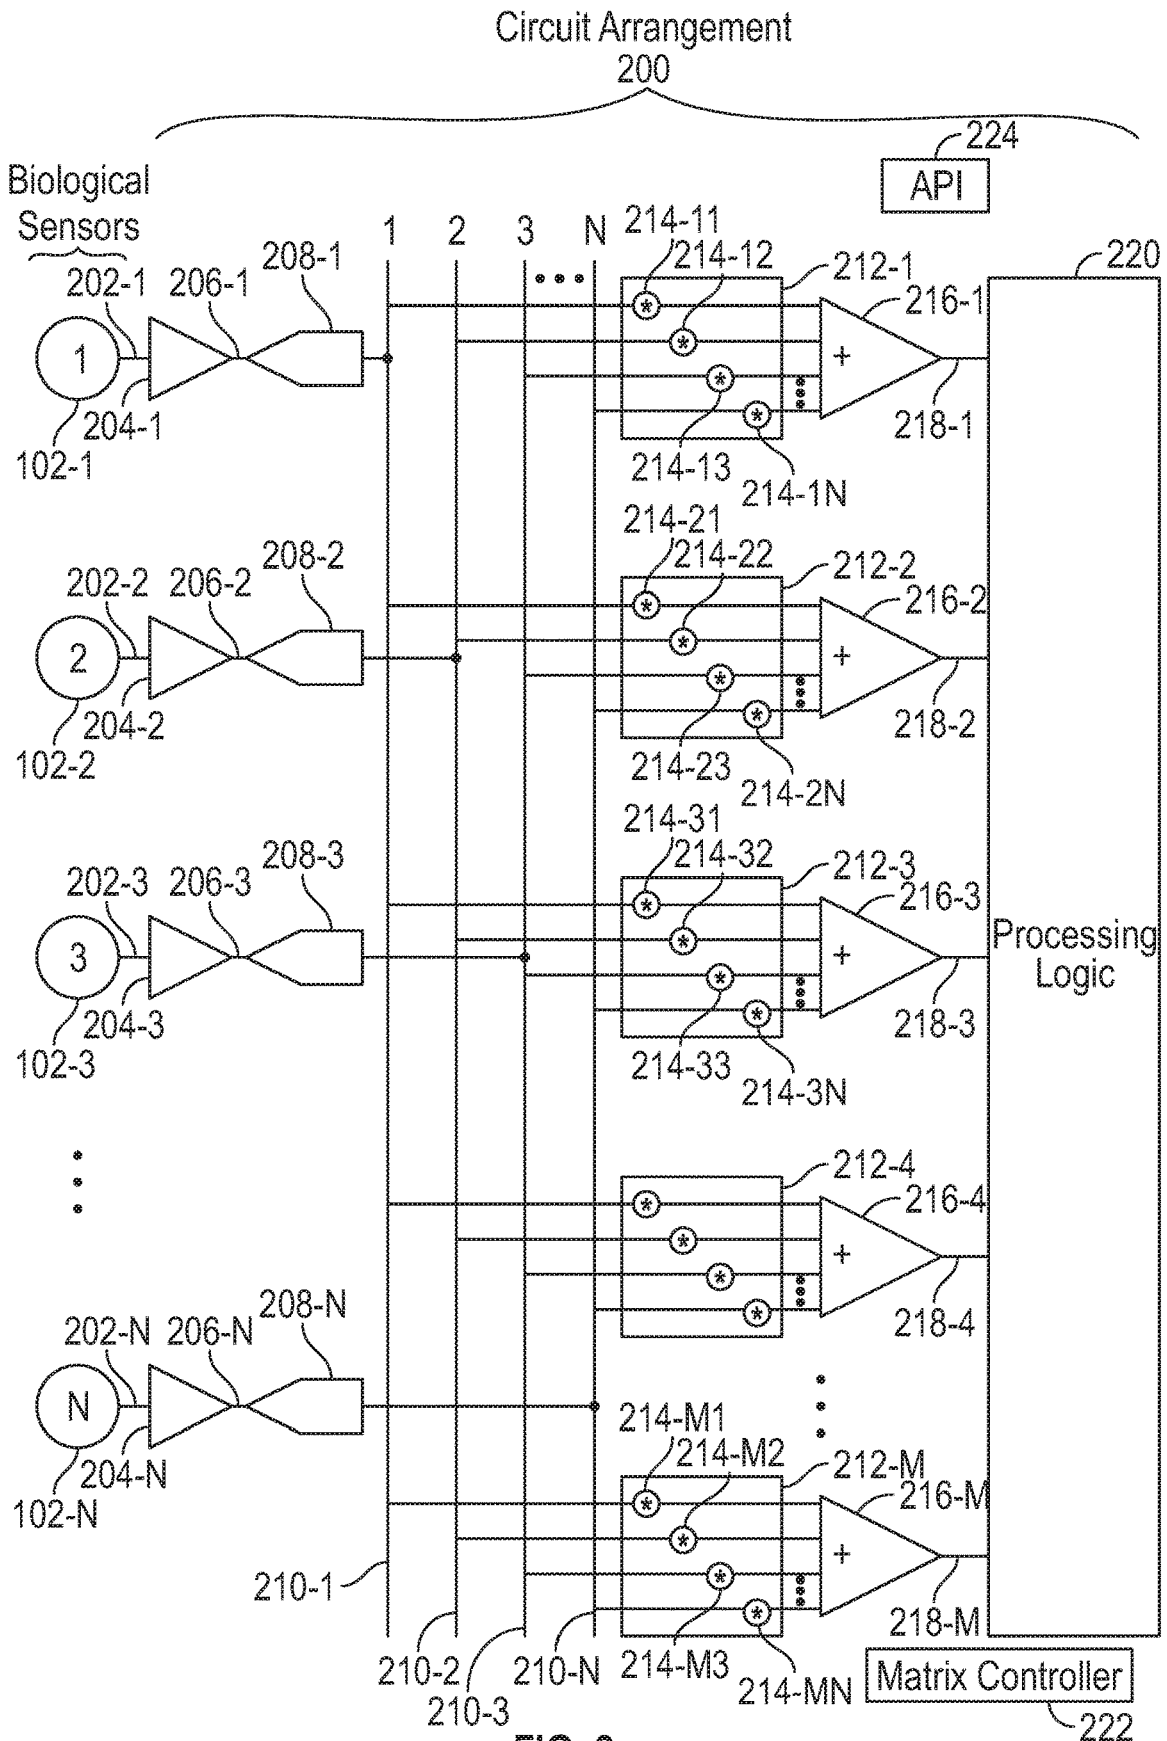 Circuit Arrangement
200
224
API
Biological
Sensors
1 2 3 N
214-11
214-12
212-1
220
202-1 206-1 208-1
216-1
1
*
*
+
*
*
204-1
102-1
218-1
214-13
214-1N
214-21
214-22
212-2
202-2 206-2 208-2
216-2
2
*
*
+
*
*
204-2
102-2
218-2
214-23
214-2N
214-31
214-32
212-3
202-3 206-3 208-3
216-3
3
*
*
+
*
*
Processing
Logic
204-3
102-3
218-3
214-33
214-3N
212-4
216-4
*
*
+
*
*
218-4
202-N 206-N 208-N
N
204-N
102-N
214-M1
214-M2
212-M
216-M
*
*
+
*
*
210-1
218-M
210-2 210-N 214-M3
210-3
214-MN
Matrix Controller
222